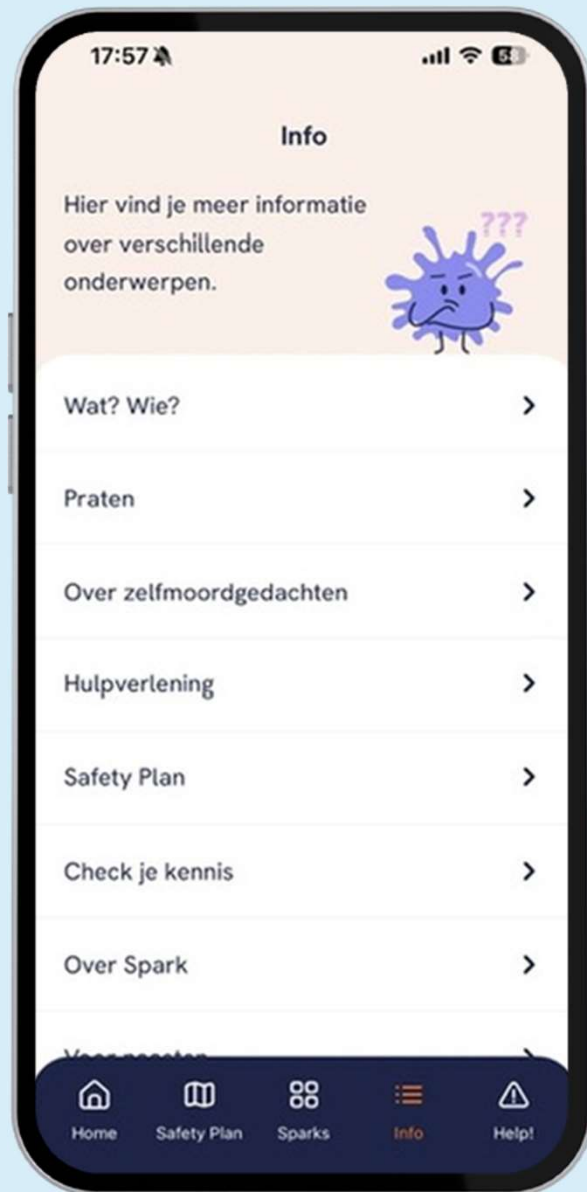 17:57
58
Info
Hier vind je meer informatie
over verschillende
onderwerpen.
???
Wat? Wie?
Praten
Over zelfmoordgedachten
Hulpverlening
Safety Plan
Check je kennis
Over Spark
Home
Safety Plan
Sparks
Info
Help!